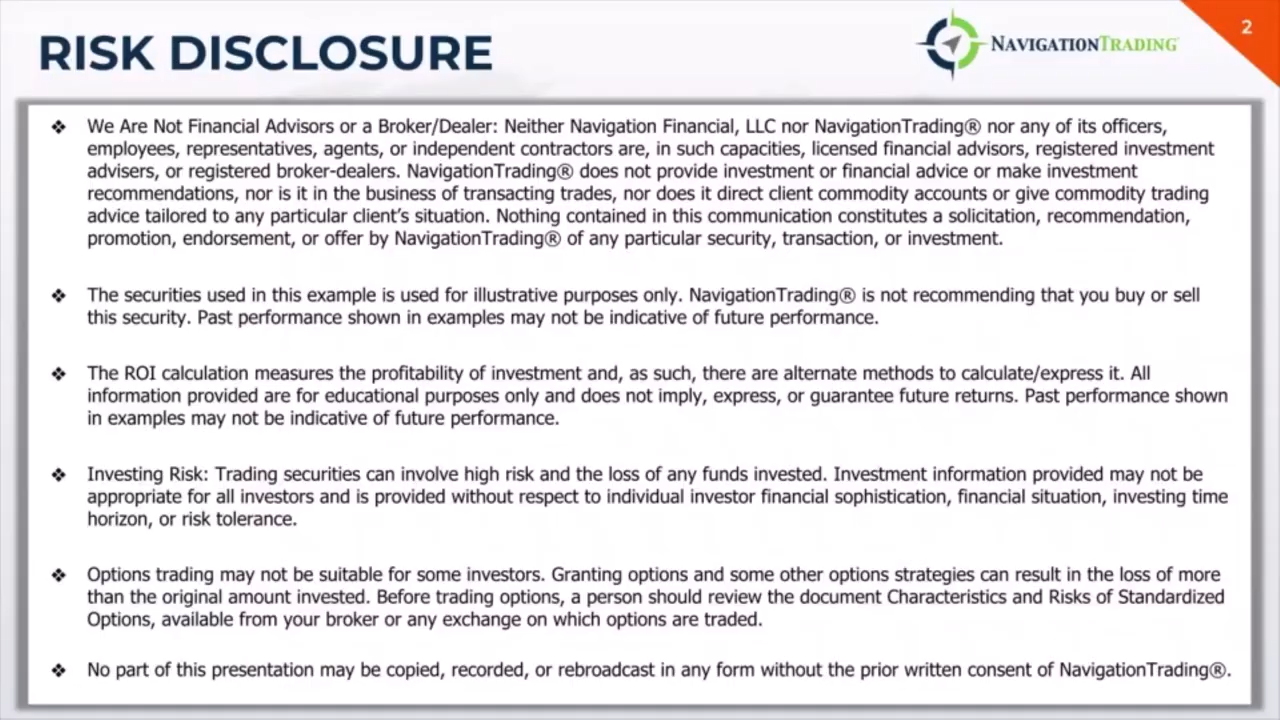 2
RISK DISCLOSURE
NAVIGATIONTRADING®
❖ We Are Not Financial Advisors or a Broker/Dealer: Neither Navigation Financial, LLC nor NavigationTrading® nor any of its officers,
employees, representatives, agents, or independent contractors are, in such capacities, licensed financial advisors, registered investment
advisers, or registered broker-dealers. NavigationTrading® does not provide investment or financial advice or make investment
recommendations, nor is it in the business of transacting trades, nor does it direct client commodity accounts or give commodity trading
advice tailored to any particular client's situation. Nothing contained in this communication constitutes a solicitation, recommendation,
promotion, endorsement, or offer by NavigationTrading® of any particular security, transaction, or investment.
❖ The securities used in this example is used for illustrative purposes only. NavigationTrading® is not recommending that you buy or sell
this security. Past performance shown in examples may not be indicative of future performance.
❖ The ROI calculation measures the profitability of investment and, as such, there are alternate methods to calculate/express it. All
information provided are for educational purposes only and does not imply, express, or guarantee future returns. Past performance shown
in examples may not be indicative of future performance.
❖ Investing Risk: Trading securities can involve high risk and the loss of any funds invested. Investment information provided may not be
appropriate for all investors and is provided without respect to individual investor financial sophistication, financial situation, investing time
horizon, or risk tolerance.
❖ Options trading may not be suitable for some investors. Granting options and some other options strategies can result in the loss of more
than the original amount invested. Before trading options, a person should review the document Characteristics and Risks of Standardized
Options, available from your broker or any exchange on which options are traded.
❖ No part of this presentation may be copied, recorded, or rebroadcast in any form without the prior written consent of NavigationTrading®.